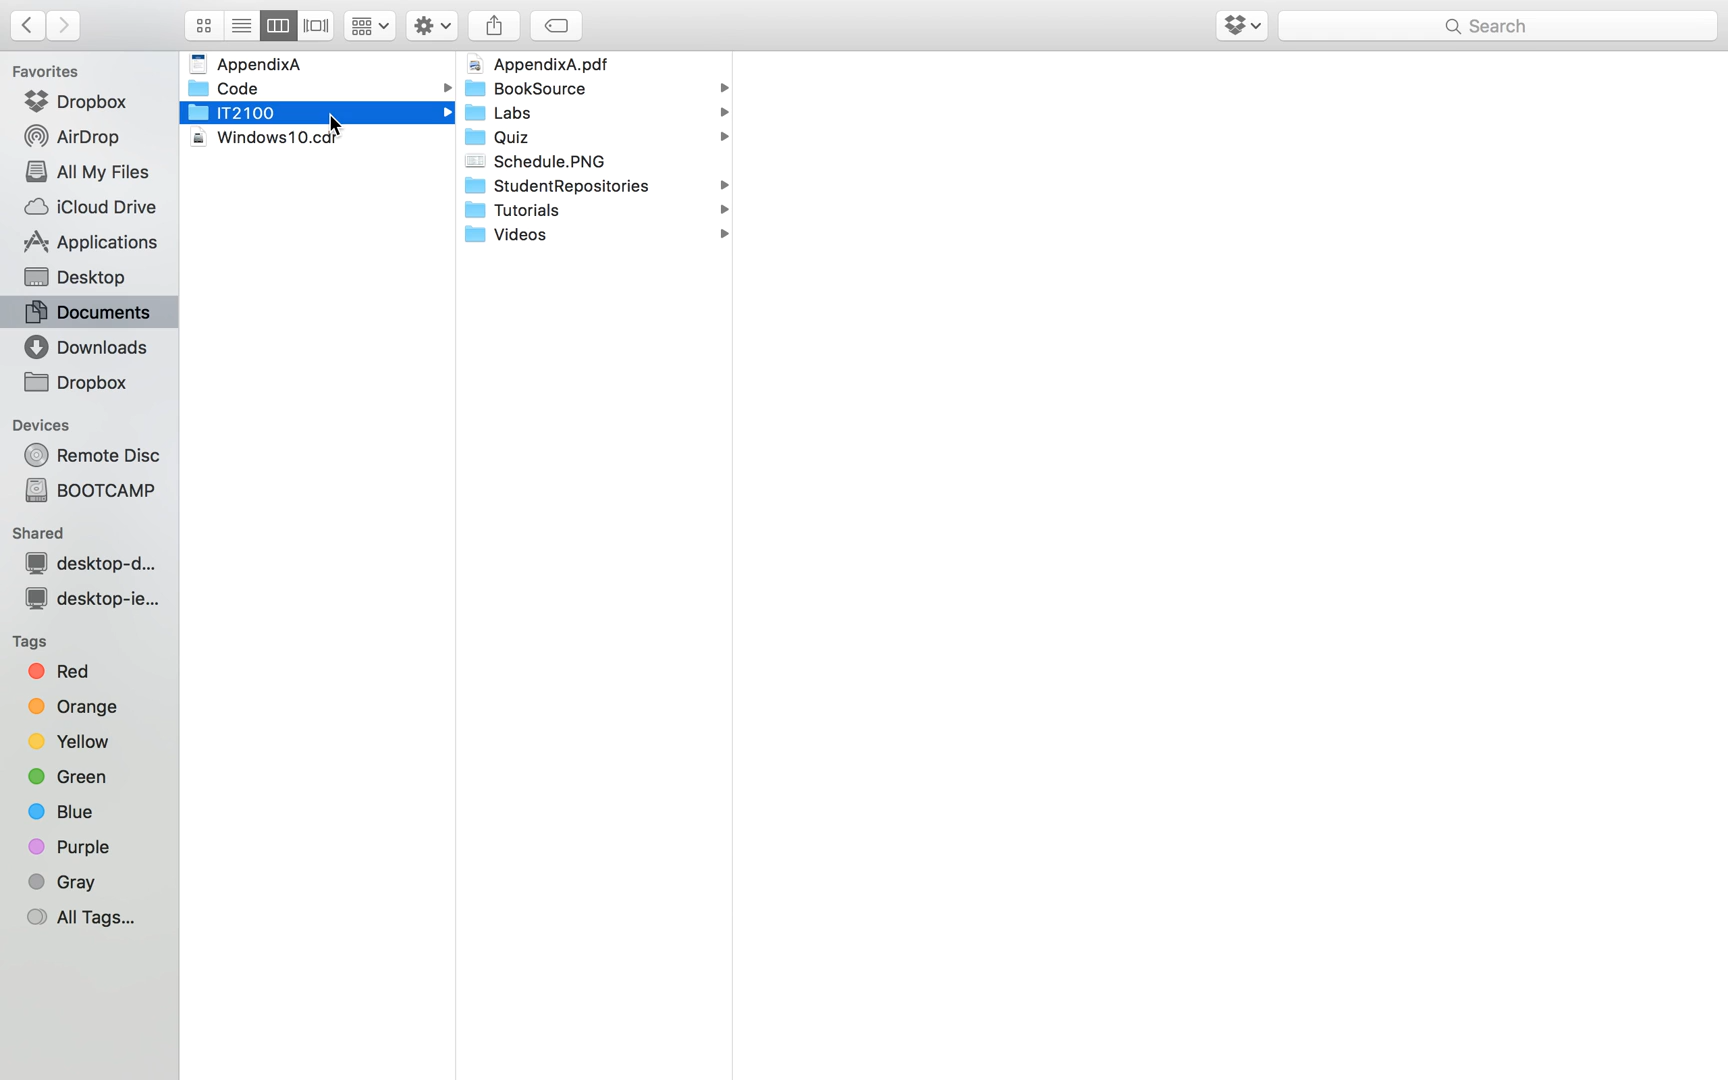 Search
Favorites
Dropbox
AirDrop
All My Files
iCloud Drive
Applications
Desktop
Documents
Downloads
Dropbox
Devices
Remote Disc
BOOTCAMP
Shared
desktop-d...
desktop-ie...
Tags
Red
Orange
Yellow
Green
Blue
Purple
Gray
All Tags...
AppendixA
Code
IT2100
Windows10.cdr
AppendixA.pdf
BookSource
Labs
Quiz
Schedule.PNG
StudentRepositories
Tutorials
Videos